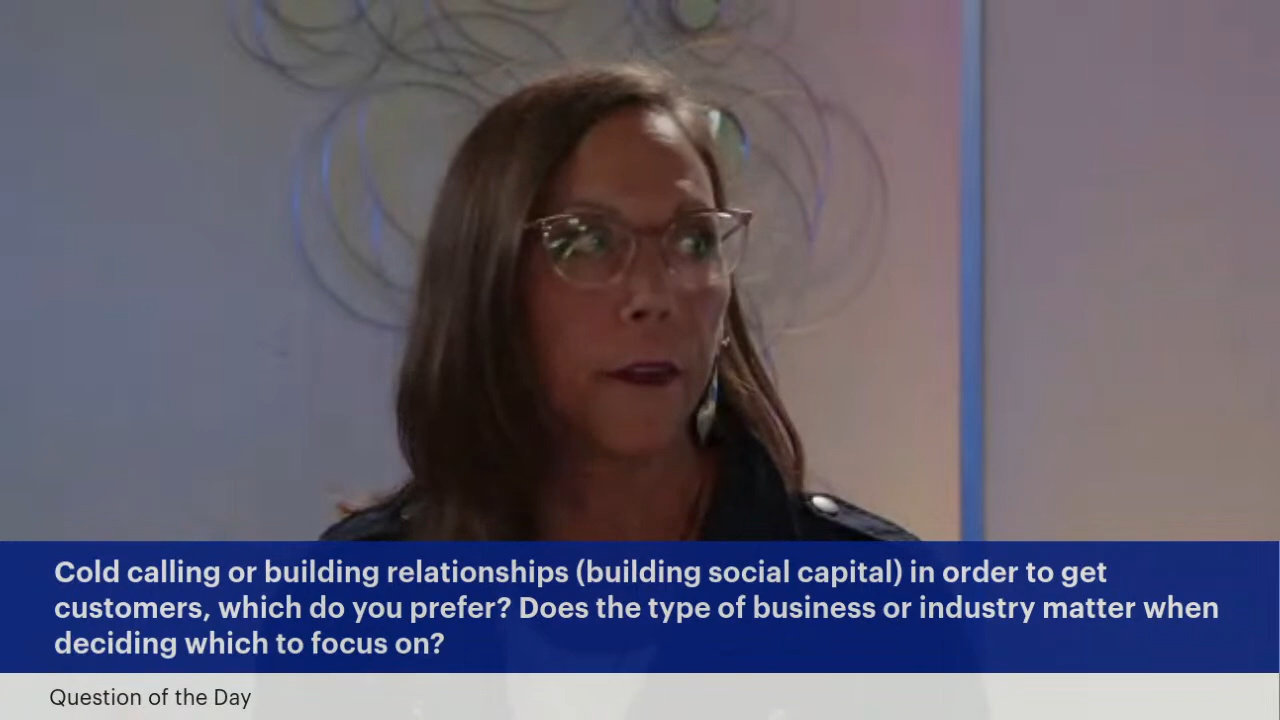 Cold calling or building relationships (building social capital) in order to get
customers, which do you prefer? Does the type of business or industry matter when
deciding which to focus on?
Question of the Day